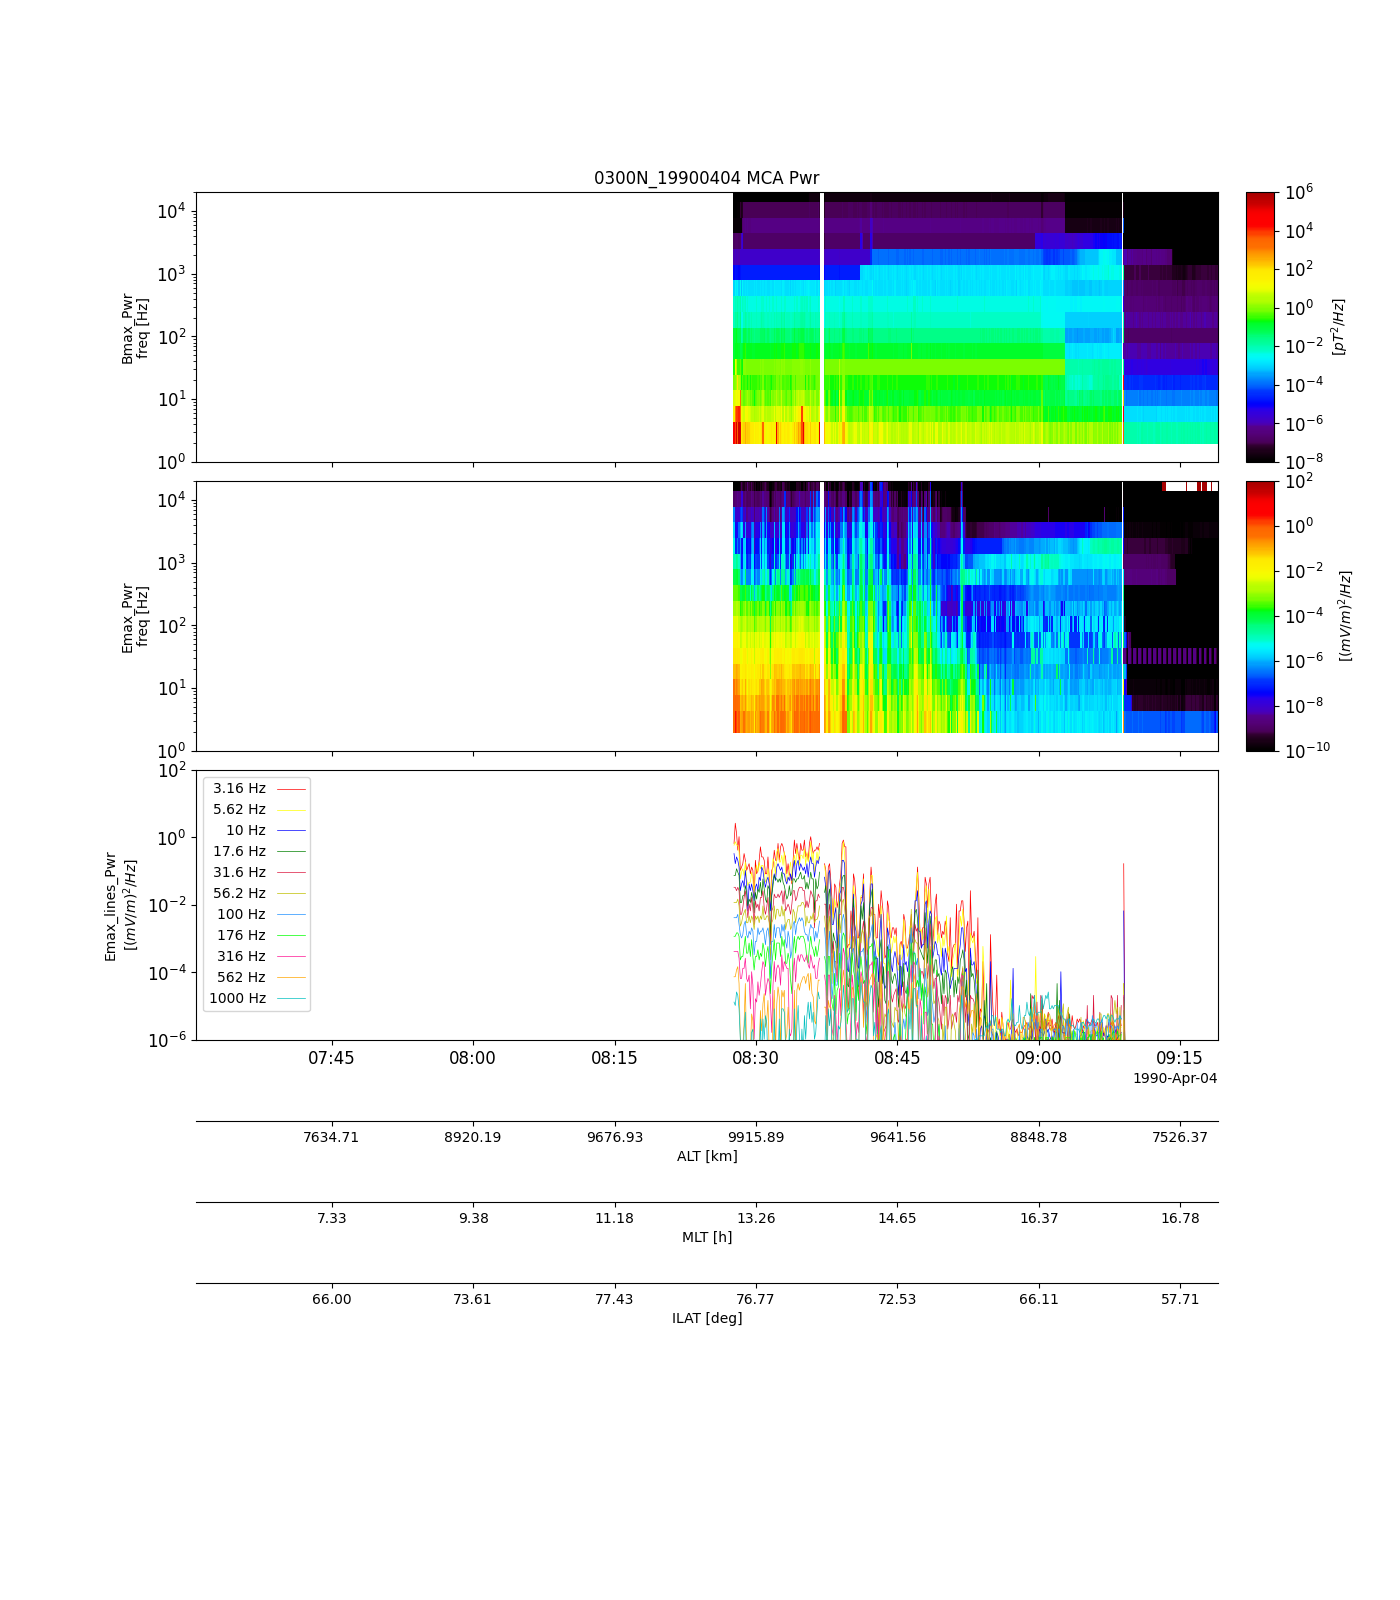 0300N_19900404 MCA Pwr
10^4
10^3
10^2
10^1
10^0
Bmax_Pwr
freq [Hz]
10^6
10^4
10^2
10^0
10^-2
10^-4
10^-6
10^-8
[pT^2/Hz]
10^4
10^3
10^2
10^1
10^0
Emax_Pwr
freq [Hz]
10^2
10^0
10^-2
10^-4
10^-6
10^-8
10^-10
[(mV/m)^2/Hz]
10^2
10^0
10^-2
10^-4
10^-6
Emax_lines_Pwr
[(mV/m)^2/Hz]
3.16 Hz
5.62 Hz
10 Hz
17.6 Hz
31.6 Hz
56.2 Hz
100 Hz
176 Hz
316 Hz
562 Hz
1000 Hz
07:45 08:00 08:15 08:30 08:45 09:00 09:15
1990-Apr-04
7634.71 8920.19 9676.93 9915.89 9641.56 8848.78 7526.37
ALT [km]
7.33 9.38 11.18 13.26 14.65 16.37 16.78
MLT [h]
66.00 73.61 77.43 76.77 72.53 66.11 57.71
ILAT [deg]